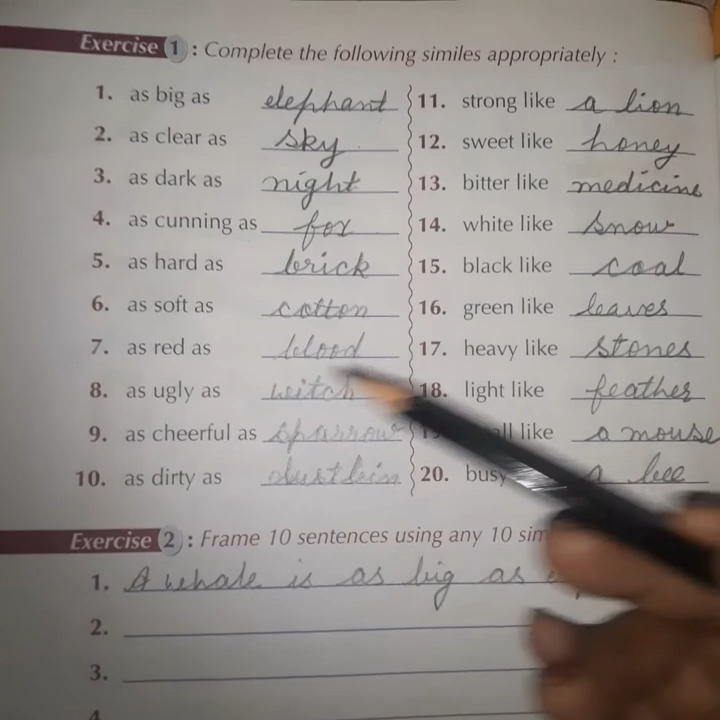 Exercise 1 : Complete the following similes appropriately :
1. as big as elephant
2. as clear as sky
3. as dark as night
4. as cunning as fox
5. as hard as brick
6. as soft as cotton
7. as red as blood
8. as ugly as witch
9. as cheerful as sparrow
10. as dirty as dustbin
11. strong like a lion
12. sweet like honey
13. bitter like medicine
14. white like snow
15. black like coal
16. green like leaves
17. heavy like stones
18. light like feather
like a mouse
20. busy a bee
Exercise 2 : Frame 10 sentences using any 10
1. A whale is as big as
2.
3.
4